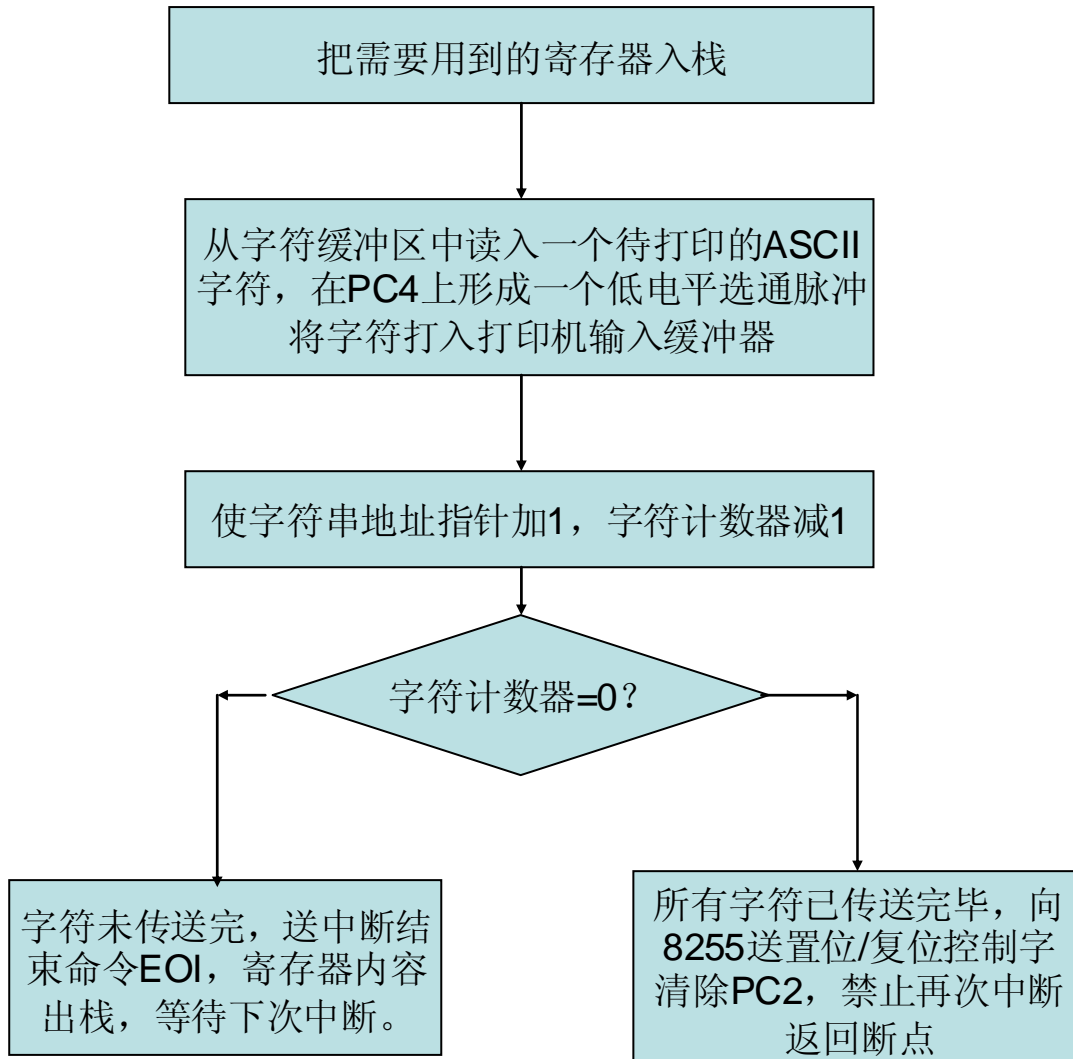 把需要用到的寄存器入栈
从字符缓冲区中读入一个待打印的ASCII
字符，在PC4上形成一个低电平选通脉冲
将字符打入打印机输入缓冲器
使字符串地址指针加1，字符计数器减1
字符计数器=0？
字符未传送完，送中断结
束命令EOI，寄存器内容
出栈，等待下次中断。
所有字符已传送完毕，向
8255送置位/复位控制字
清除PC2，禁止再次中断
返回断点